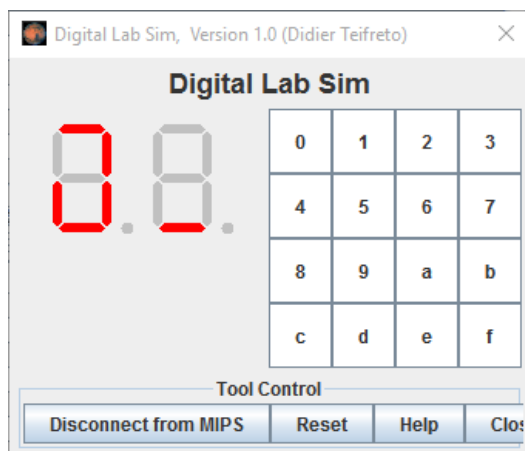 Digital Lab Sim, Version 1.0 (Didier Teifreto)
Digital Lab Sim
0 1 2 3
4 5 6 7
8 9 a b
c d e f
Tool Control
Disconnect from MIPS Reset Help Clos